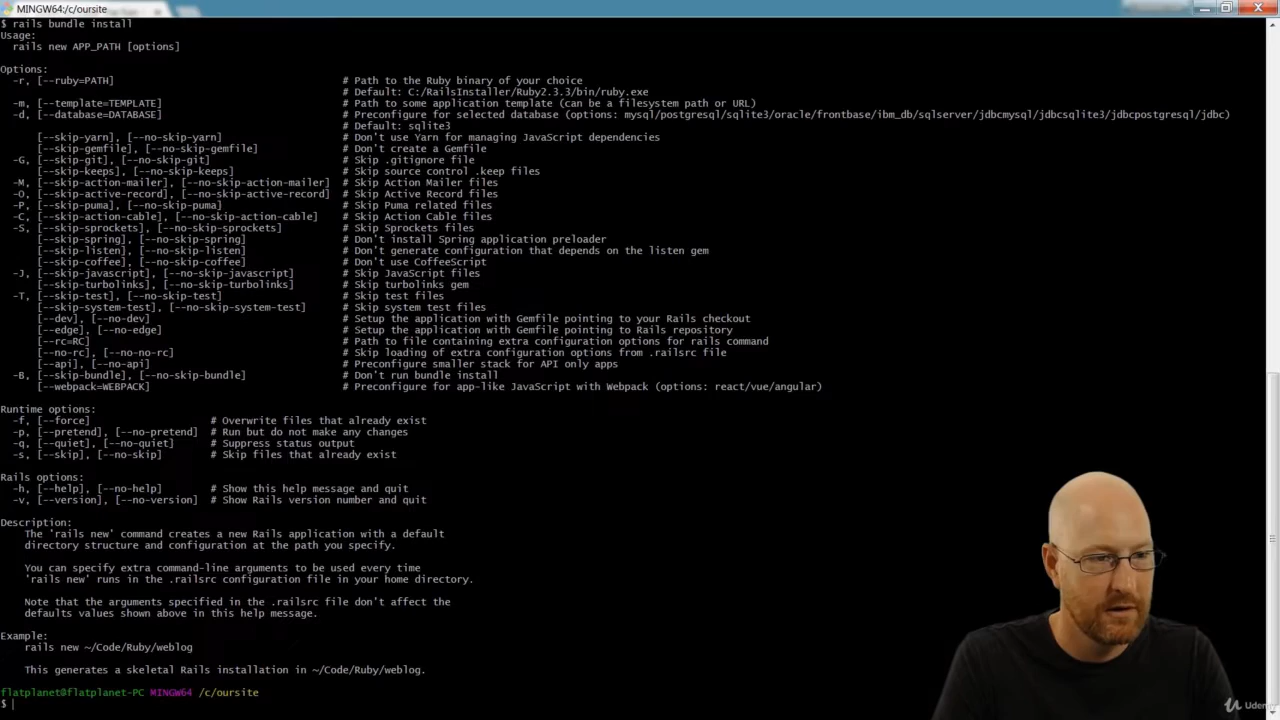 MINGW64:/c/oursite
$ rails bundle install
Usage:
rails new APP_PATH [options]
Options:
-r, [--ruby=PATH] # Path to the Ruby binary of your choice
# Default: C:/RailsInstaller/Ruby2.3.3/bin/ruby.exe
-m, [--template=TEMPLATE] # Path to some application template (can be a filesystem path or URL)
-d, [--database=DATABASE] # Preconfigure for selected database (options: mysql/postgresql/sqlite3/oracle/frontbase/ibm_db/sqlserver/jdbcmysql/jdbcsqlite3/jdbcpostgresql/jdbc)
# Default: sqlite3
[--skip-yarn], [--no-skip-yarn] # Don't use Yarn for managing JavaScript dependencies
[--skip-gemfile], [--no-skip-gemfile] # Don't create a Gemfile
-G, [--skip-git], [--no-skip-git] # Skip .gitignore file
[--skip-keeps], [--no-skip-keeps] # Skip source control .keep files
-M, [--skip-action-mailer], [--no-skip-action-mailer] # Skip Action Mailer files
-O, [--skip-active-record], [--no-skip-active-record] # Skip Active Record files
-P, [--skip-puma], [--no-skip-puma] # Skip Puma related files
-C, [--skip-action-cable], [--no-skip-action-cable] # Skip Action Cable files
-S, [--skip-sprockets], [--no-skip-sprockets] # Skip Sprockets files
[--skip-spring], [--no-skip-spring] # Don't install Spring application preloader
[--skip-listen], [--no-skip-listen] # Don't generate configuration that depends on the listen gem
[--skip-coffee], [--no-skip-coffee] # Don't use CoffeeScript
-J, [--skip-javascript], [--no-skip-javascript] # Skip JavaScript files
[--skip-turbolinks], [--no-skip-turbolinks] # Skip turbolinks gem
-T, [--skip-test], [--no-skip-test] # Skip test files
[--skip-system-test], [--no-skip-system-test] # Skip system test files
[--dev], [--no-dev] # Setup the application with Gemfile pointing to your Rails checkout
[--edge], [--no-edge] # Setup the application with Gemfile pointing to Rails repository
[--rc=RC] # Path to file containing extra configuration options for rails command
[--no-rc], [--no-no-rc] # Skip loading of extra configuration options from .railsrc file
[--api], [--no-api] # Preconfigure smaller stack for API only apps
-B, [--skip-bundle], [--no-skip-bundle] # Don't run bundle install
[--webpack=WEBPACK] # Preconfigure for app-like JavaScript with Webpack (options: react/vue/angular)
Runtime options:
-f, [--force] # Overwrite files that already exist
-p, [--pretend], [--no-pretend] # Run but do not make any changes
-q, [--quiet], [--no-quiet] # Suppress status output
-s, [--skip], [--no-skip] # Skip files that already exist
Rails options:
-h, [--help], [--no-help] # Show this help message and quit
-v, [--version], [--no-version] # Show Rails version number and quit
Description:
The 'rails new' command creates a new Rails application with a default
directory structure and configuration at the path you specify.
You can specify extra command-line arguments to be used every time
'rails new' runs in the .railsrc configuration file in your home directory.
Note that the arguments specified in the .railsrc file don't affect the
defaults values shown above in this help message.
Example:
rails new ~/Code/Ruby/weblog
This generates a skeletal Rails installation in ~/Code/Ruby/weblog.
flatplanet@flatplanet-PC MINGW64 /c/oursite
$